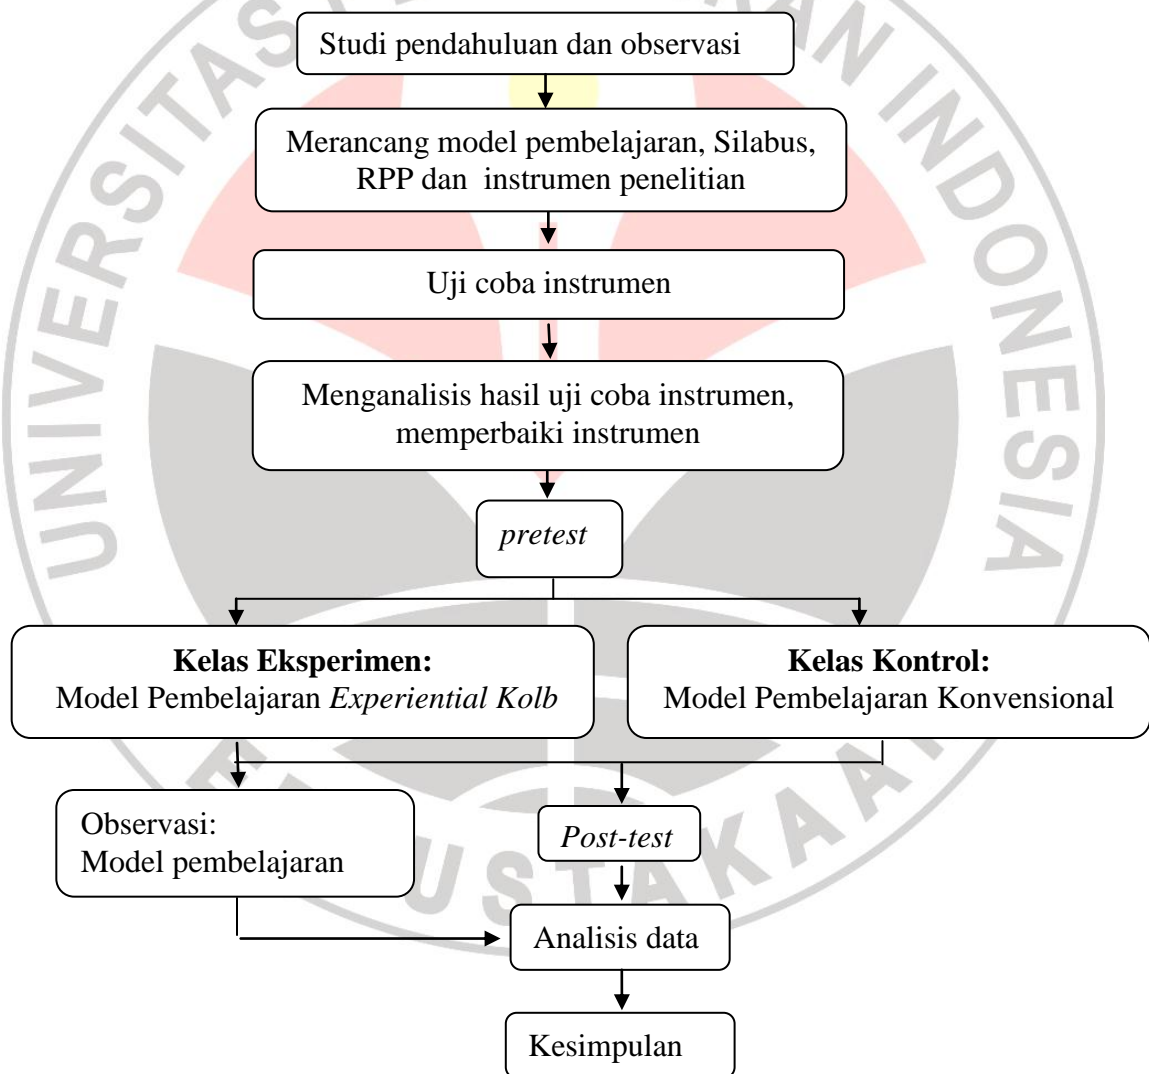 Studi pendahuluan dan observasi
Merancang model pembelajaran, Silabus,
RPP dan instrumen penelitian
Uji coba instrumen
Menganalisis hasil uji coba instrumen,
memperbaiki instrumen
pretest
Kelas Eksperimen:
Model Pembelajaran Experiential Kolb
Kelas Kontrol:
Model Pembelajaran Konvensional
Observasi:
Model pembelajaran
Post-test
Analisis data
Kesimpulan
UNIVERSITAS
INDONESIA